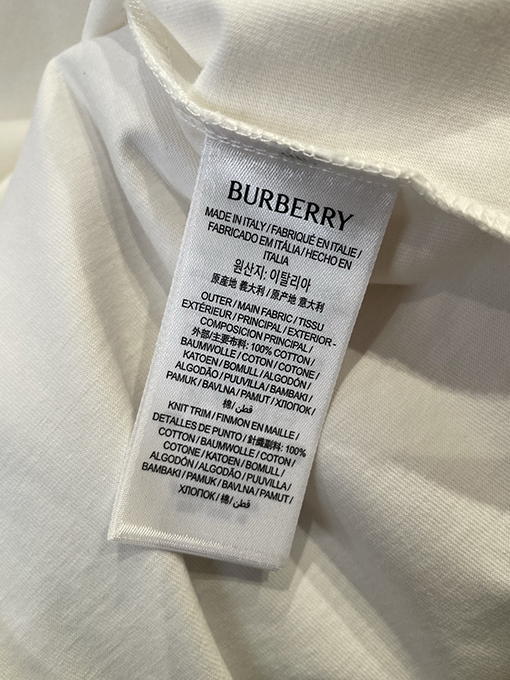 BURBERRY
MADE IN ITALY / FABRIQUÉ EN ITALIE /
FABRICADO EM ITÁLIA / HECHO EN
ITALIA
원산지: 이탈리아
原産地 義大利 / 原产地 意大利
OUTER / MAIN FABRIC / TISSU
EXTÉRIEUR / PRINCIPAL / EXTERIOR-
COMPOSICION PRINCIPAL /
外部/主要布料: 100% COTTON /
BAUMWOLLE / COTON / COTONE /
KATOEN / BOMULL / ALGODÓN /
ALGODÃO / PUUVILLA / BAMBAKI /
PAMUK / BAVLNA / PAMUT / ХЛОПОК /
棉 / قطن /
KNIT TRIM / FINMON EN MAILLE /
DETALLES DE PUNTO / 針織副料: 100%
COTTON / BAUMWOLLE / COTON /
COTONE / KATOEN / BOMULL /
ALGODÓN / ALGODÃO / PUUVILLA /
BAMBAKI / PAMUK / BAVLNA / PAMUT /
ХЛОПОК / 棉 / قطن